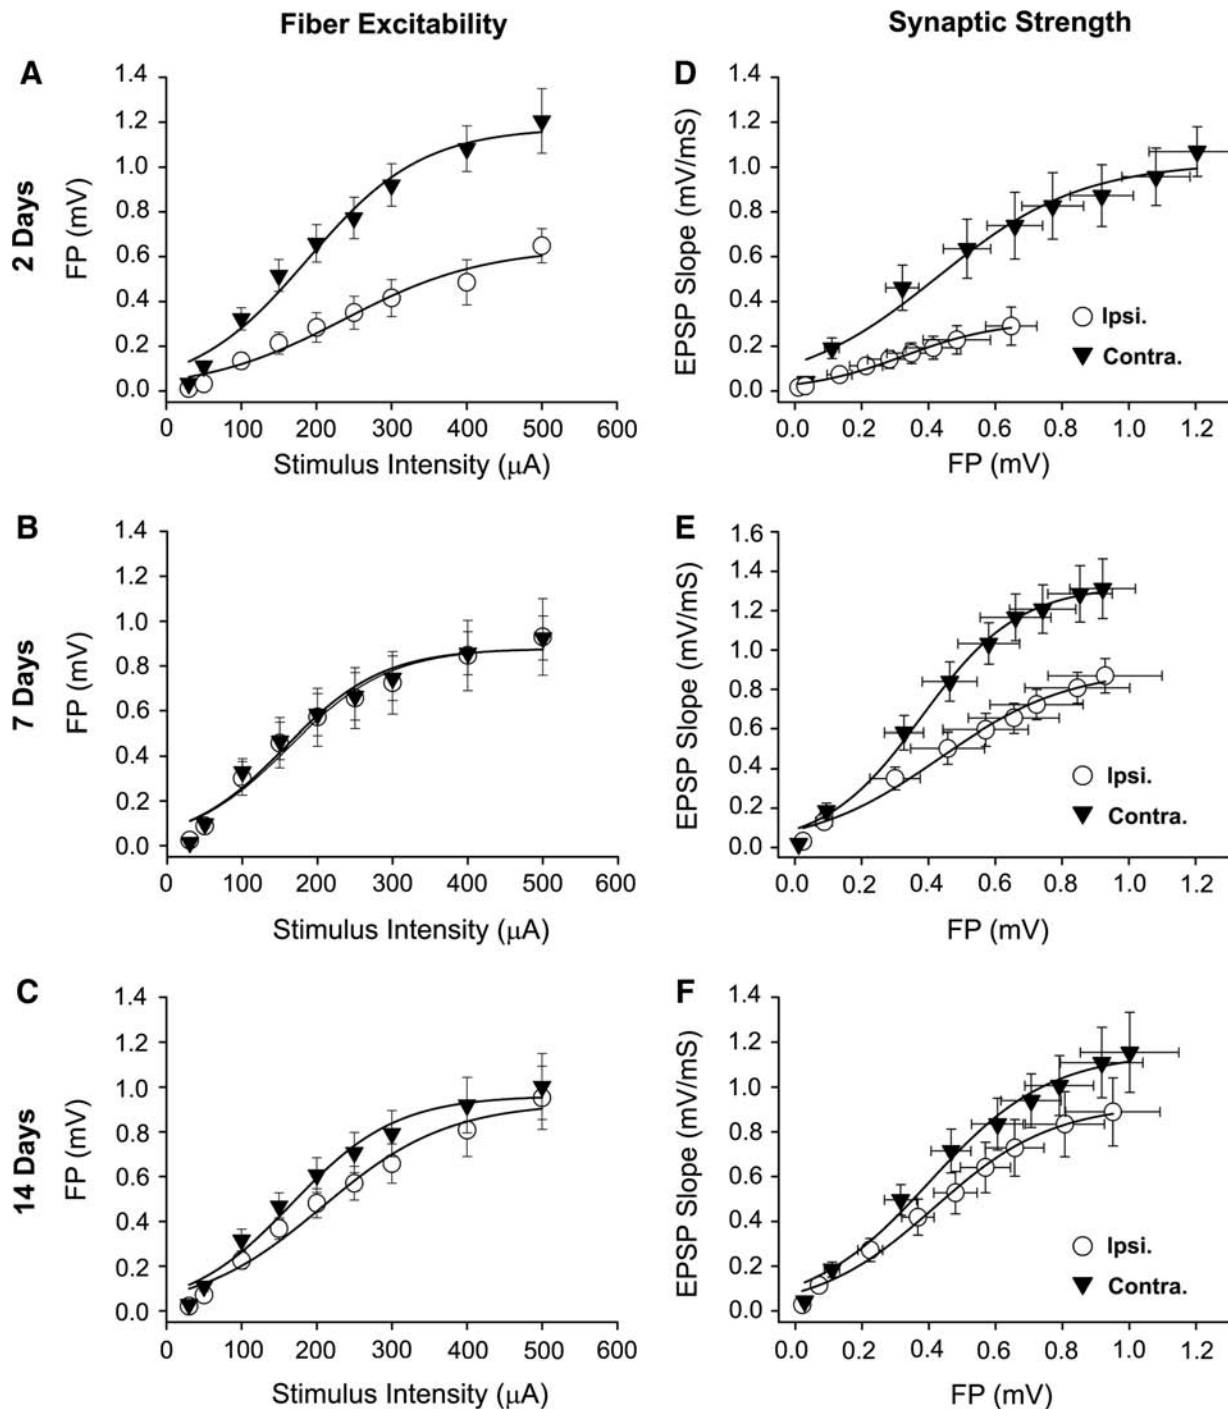 Fiber Excitability
Synaptic Strength
2 Days
A
FP (mV)
1.4
1.2
1.0
0.8
0.6
0.4
0.2
0.0
0 100 200 300 400 500 600
Stimulus Intensity (μA)
D
EPSP Slope (mV/mS)
1.4
1.2
1.0
0.8
0.6
0.4
0.2
0.0
Ipsi.
Contra.
0.0 0.2 0.4 0.6 0.8 1.0 1.2
FP (mV)
7 Days
B
FP (mV)
1.4
1.2
1.0
0.8
0.6
0.4
0.2
0.0
0 100 200 300 400 500 600
Stimulus Intensity (μA)
E
EPSP Slope (mV/mS)
1.6
1.4
1.2
1.0
0.8
0.6
0.4
0.2
0.0
Ipsi.
Contra.
0.0 0.2 0.4 0.6 0.8 1.0 1.2
FP (mV)
14 Days
C
FP (mV)
1.4
1.2
1.0
0.8
0.6
0.4
0.2
0.0
0 100 200 300 400 500 600
Stimulus Intensity (μA)
F
EPSP Slope (mV/mS)
1.4
1.2
1.0
0.8
0.6
0.4
0.2
0.0
Ipsi.
Contra.
0.0 0.2 0.4 0.6 0.8 1.0 1.2
FP (mV)